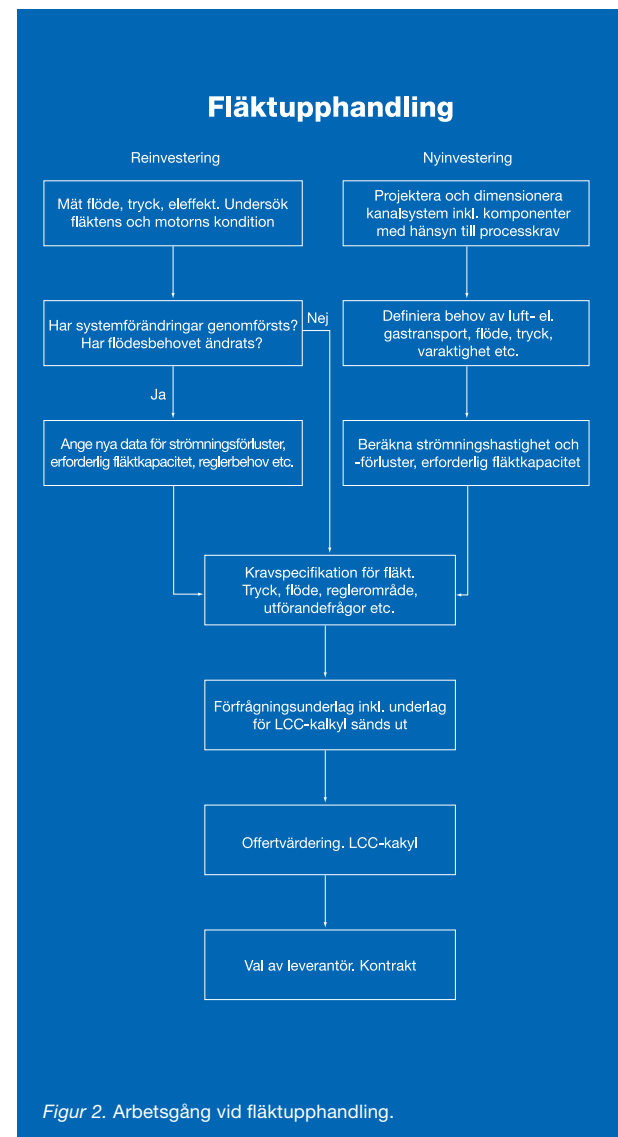 Fläktupphandling
Reinvestering
Nyinvestering
Mät flöde, tryck, eleffekt. Undersök
fläktens och motorns kondition
Projektera och dimensionera
kanalsystem inkl. komponenter
med hänsyn till processkrav
Har systemförändringar genomförsts?
Har flödesbehovet ändrats?
Nej
Definiera behov av luft- el.
gastransport, flöde, tryck,
varaktighet etc.
Ja
Ange nya data för strömningsförluster,
erforderlig fläktkapacitet, reglerbehov etc.
Beräkna strömningshastighet och
-förluster, erforderlig fläktkapacitet
Kravspecifikation för fläkt.
Tryck, flöde, reglerområde,
utförandefrågor etc.
Förfrågningsunderlag inkl. underlag
för LCC-kalkyl sänds ut
Offertvärdering. LCC-kakyl
Val av leverantör. Kontrakt
Figur 2. Arbetsgång vid fläktupphandling.